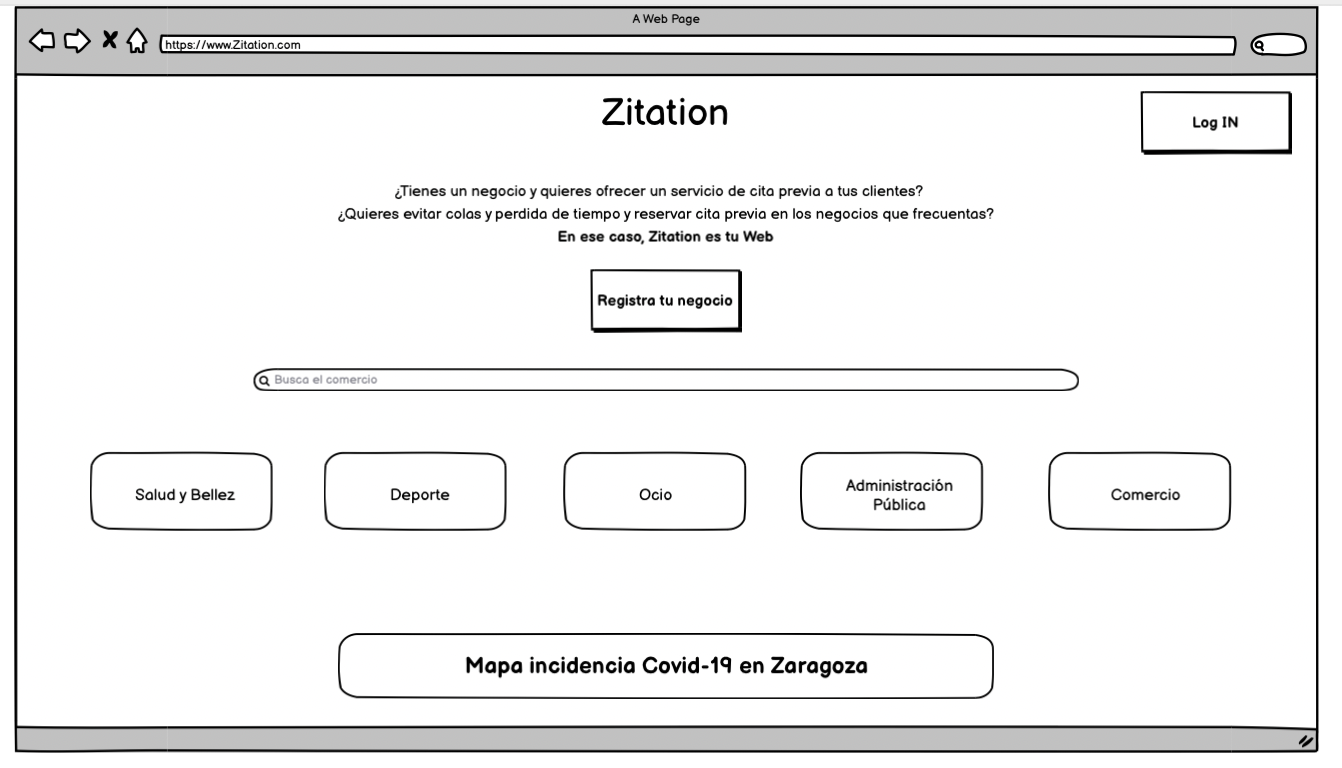 A Web Page
https://www.Zitation.com
Zitation
Log IN
¿Tienes un negocio y quieres ofrecer un servicio de cita previa a tus clientes?
¿Quieres evitar colas y perdida de tiempo y reservar cita previa en los negocios que frecuentas?
En ese caso, Zitation es tu Web
Registra tu negocio
Busca el comercio
Salud y Bellez
Deporte
Ocio
Administración
Pública
Comercio
Mapa incidencia Covid-19 en Zaragoza